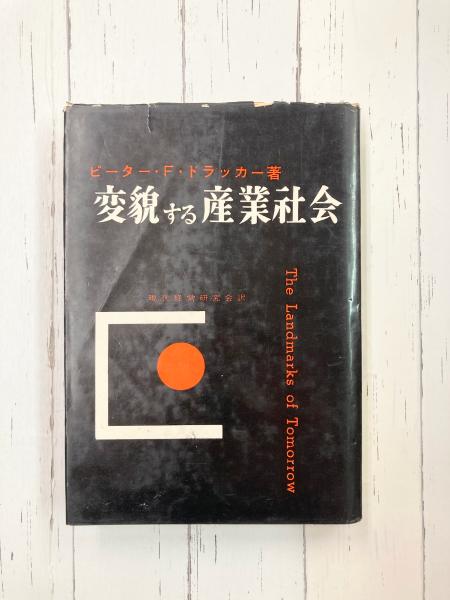 ピーター・F・ドラッカー著
変貌する産業社会
現代経営研究会訳
The Landmarks of Tomorrow